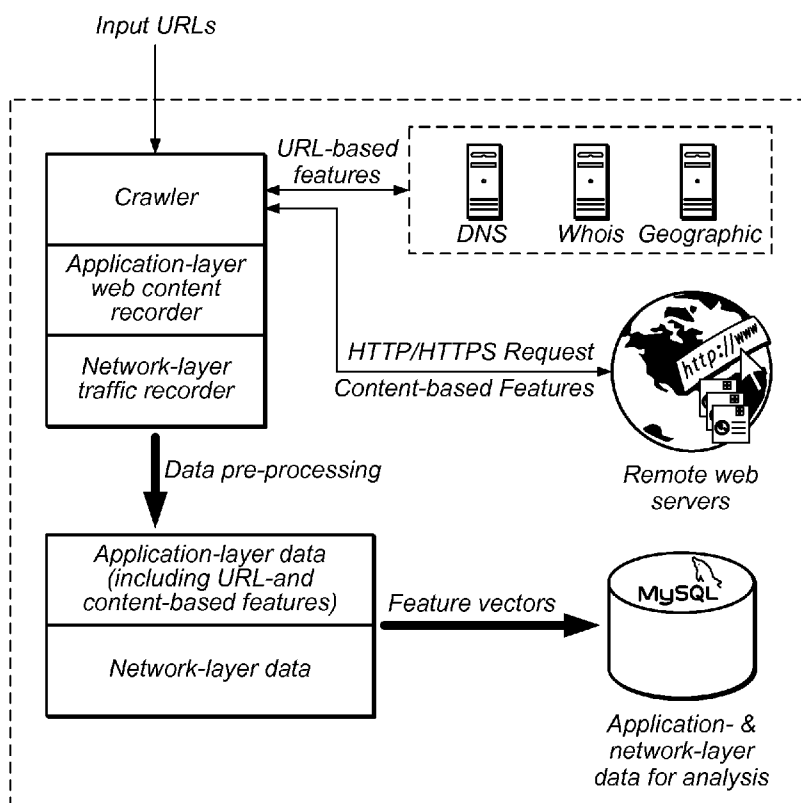 Input URLs
Crawler
URL-based
features
DNS
Whois
Geographic
Application-layer
web content
recorder
Network-layer
traffic recorder
HTTP/HTTPS Request
Content-based Features
http://www
Remote web
servers
Data pre-processing
Application-layer data
(including URL-and
content-based features)
Network-layer data
Feature vectors
MySQL
Application- &
network-layer
data for analysis